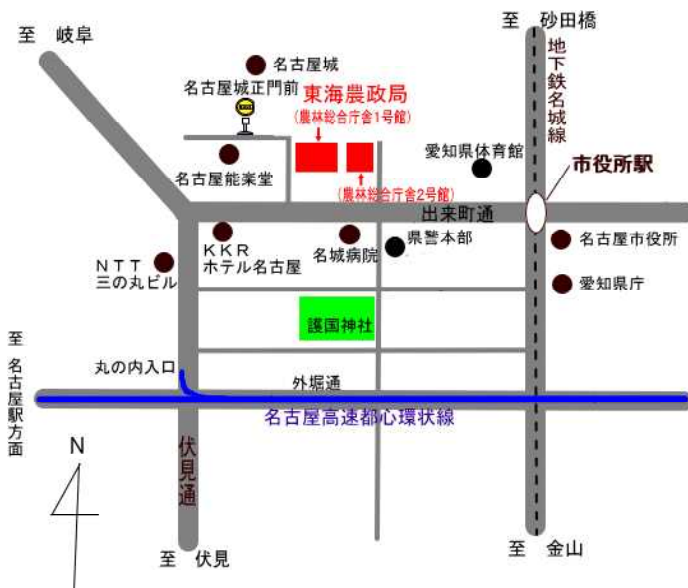 至 岐阜
至 砂田橋
名古屋城
名古屋城正門前
東海農政局
(農林総合庁舎1号館)
地下鉄名城線
愛知県体育館
市役所駅
名古屋能楽堂
(農林総合庁舎2号館)
出来町通
KKR
ホテル名古屋
名城病院
県警本部
名古屋市役所
NTT
三の丸ビル
愛知県庁
護国神社
至 名古屋駅方面
丸の内入口
外堀通
名古屋高速都心環状線
N
伏見通
至 伏見
至 金山